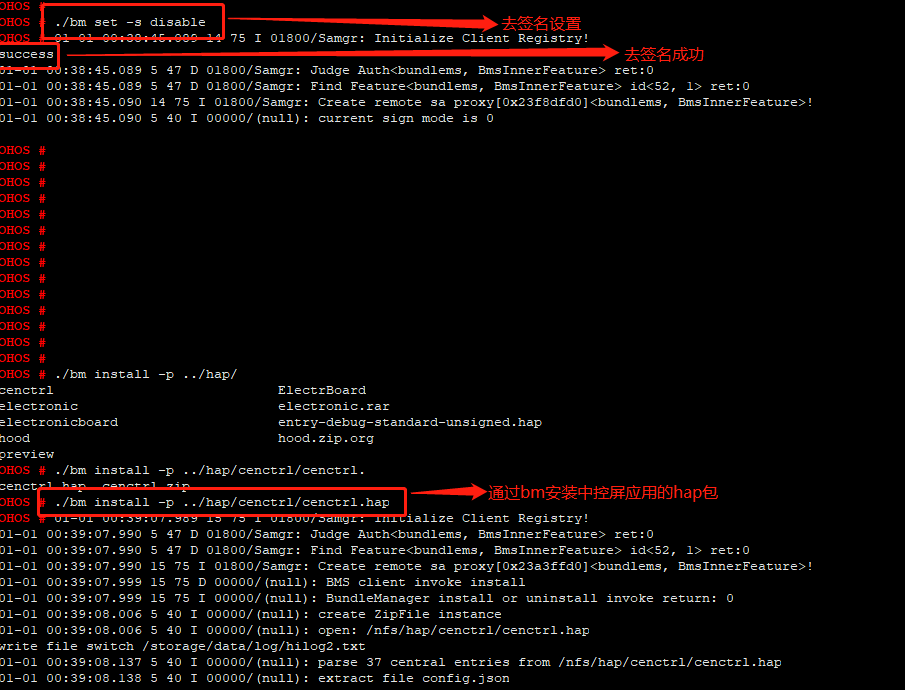 OHOS #
OHOS # ./bm set -s disable
去签名设置
OHOS # 01-01 00:38:45.089 14 75 I 01800/Samgr: Initialize Client Registry!
success
去签名成功
01-01 00:38:45.089 5 47 D 01800/Samgr: Judge Auth<bundlems, BmsInnerFeature> ret:0
01-01 00:38:45.089 5 47 D 01800/Samgr: Find Feature<bundlems, BmsInnerFeature> id<52, 1> ret:0
01-01 00:38:45.090 14 75 I 01800/Samgr: Create remote sa proxy[0x23f8dfd0]<bundlems, BmsInnerFeature>!
01-01 00:38:45.090 5 40 I 00000/(null): current sign mode is 0
OHOS #
OHOS #
OHOS #
OHOS #
OHOS #
OHOS #
OHOS #
OHOS #
OHOS #
OHOS #
OHOS #
OHOS #
OHOS #
OHOS #
OHOS # ./bm install -p ../hap/
cenctrl ElectrBoard
electronic electronic.rar
electronicboard entry-debug-standard-unsigned.hap
hood hood.zip.org
preview
OHOS # ./bm install -p ../hap/cenctrl/cenctrl.
cenctrl.hap cenctrl.zip
OHOS # ./bm install -p ../hap/cenctrl/cenctrl.hap
通过bm安装中控屏应用的hap包
OHOS # 01-01 00:39:07.989 15 75 I 01800/Samgr: Initialize Client Registry!
01-01 00:39:07.990 5 47 D 01800/Samgr: Judge Auth<bundlems, BmsInnerFeature> ret:0
01-01 00:39:07.990 5 47 D 01800/Samgr: Find Feature<bundlems, BmsInnerFeature> id<52, 1> ret:0
01-01 00:39:07.990 15 75 I 01800/Samgr: Create remote sa proxy[0x23a3ffd0]<bundlems, BmsInnerFeature>!
01-01 00:39:07.999 15 75 D 00000/(null): BMS client invoke install
01-01 00:39:07.999 15 75 I 00000/(null): BundleManager install or uninstall invoke return: 0
01-01 00:39:08.006 5 40 I 00000/(null): create ZipFile instance
01-01 00:39:08.006 5 40 I 00000/(null): open: /nfs/hap/cenctrl/cenctrl.hap
write file switch /storage/data/log/hilog2.txt
01-01 00:39:08.137 5 40 I 00000/(null): parse 37 central entries from /nfs/hap/cenctrl/cenctrl.hap
01-01 00:39:08.138 5 40 I 00000/(null): extract file config.json